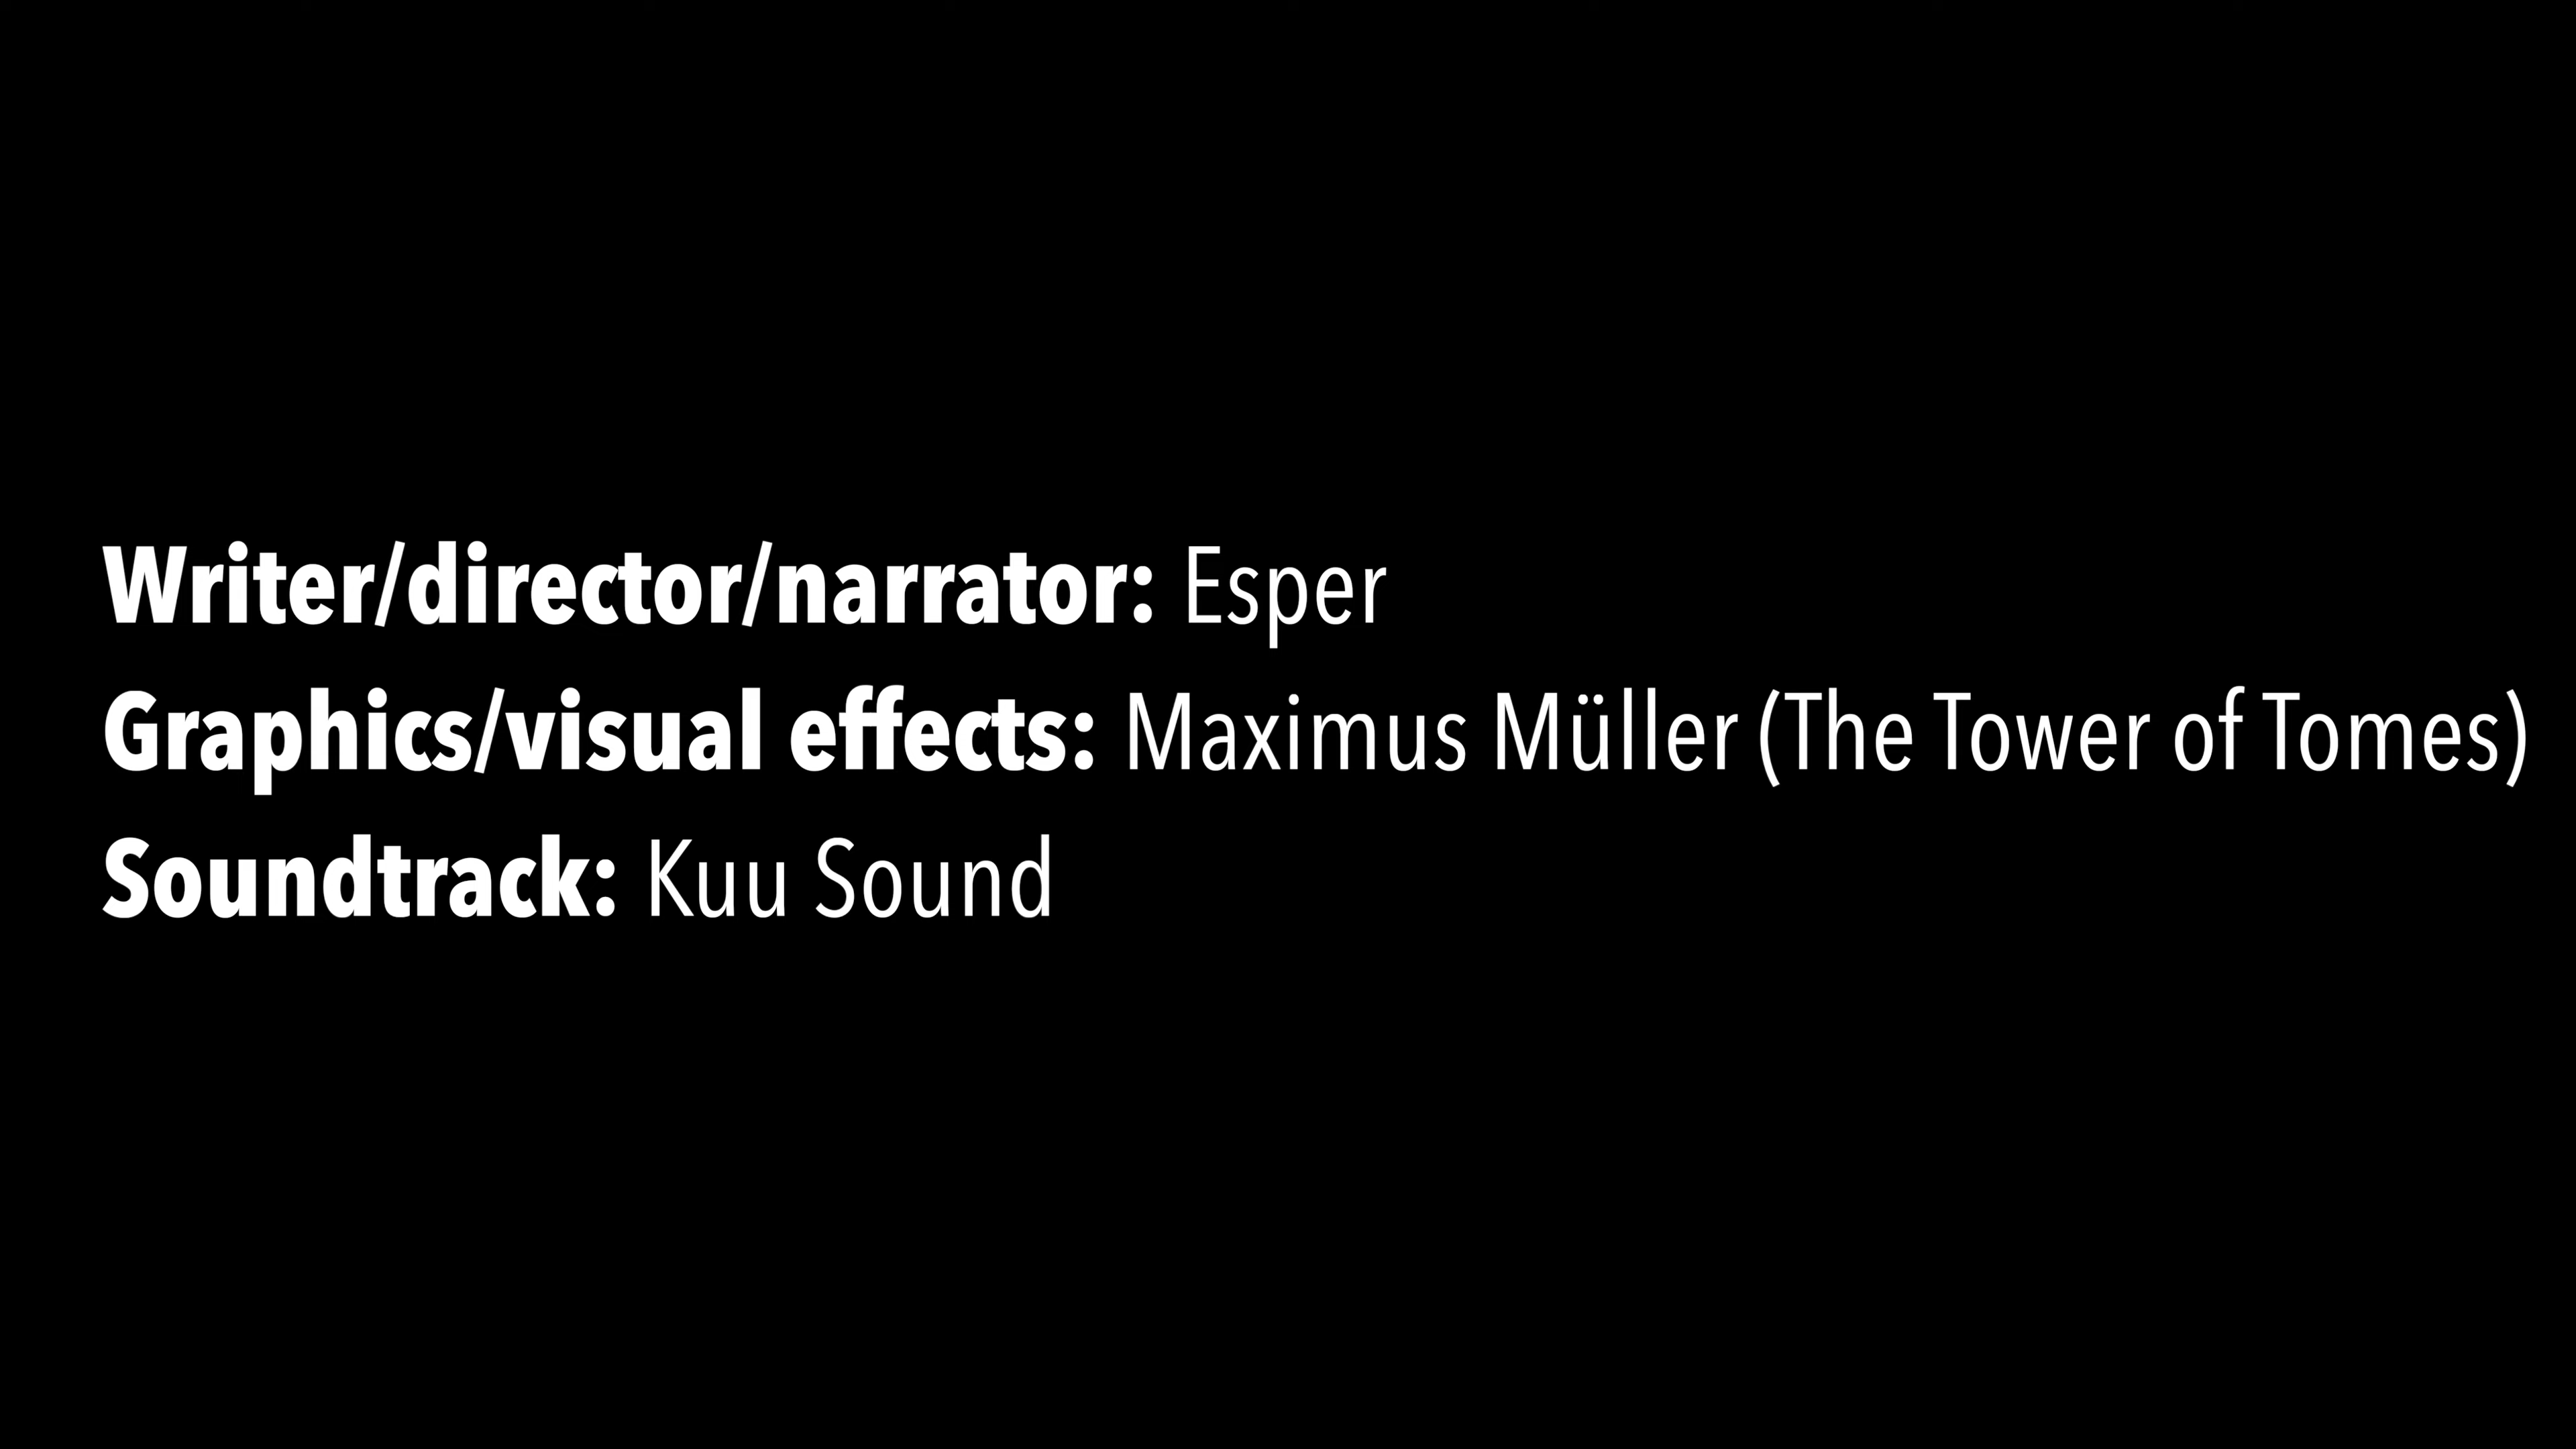 Writer/director/narrator: Esper
Graphics/visual effects: Maximus Müller (The Tower of Tomes)
Soundtrack: Kuu Sound